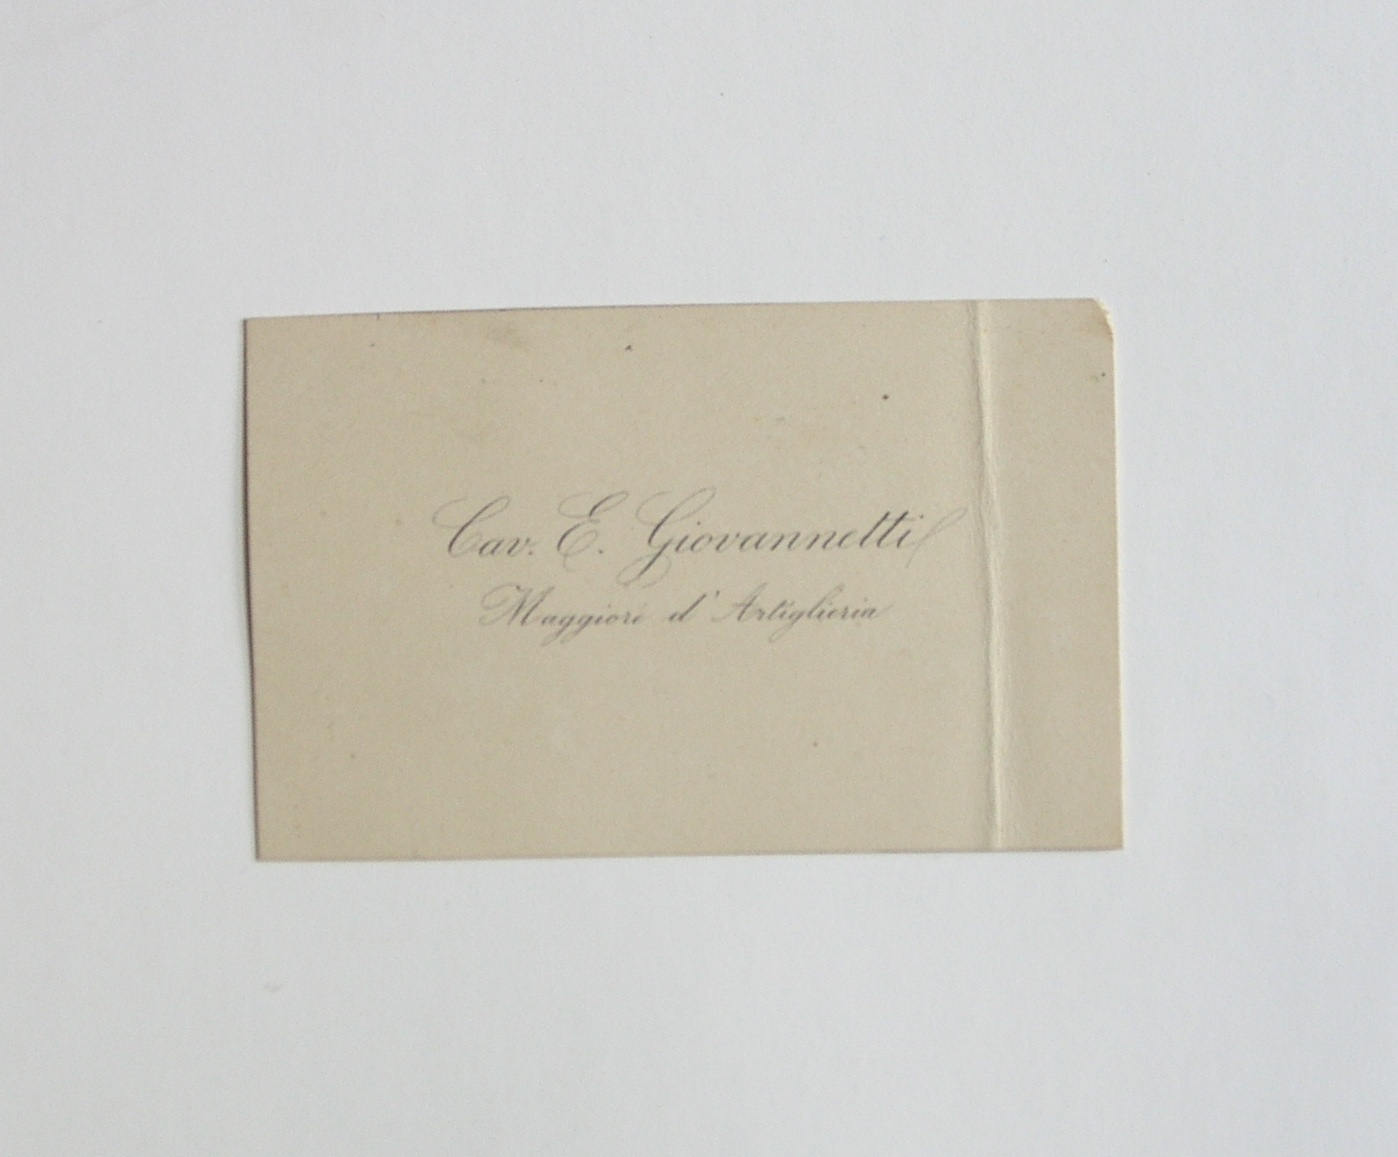 Cav. E. Giovannetti
Maggiore d'Artiglieria